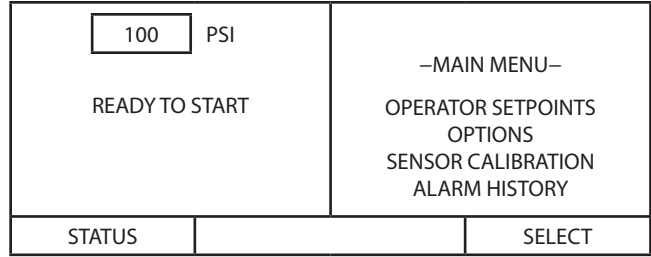 100 PSI
READY TO START
–MAIN MENU–
OPERATOR SETPOINTS
OPTIONS
SENSOR CALIBRATION
ALARM HISTORY
STATUS
SELECT